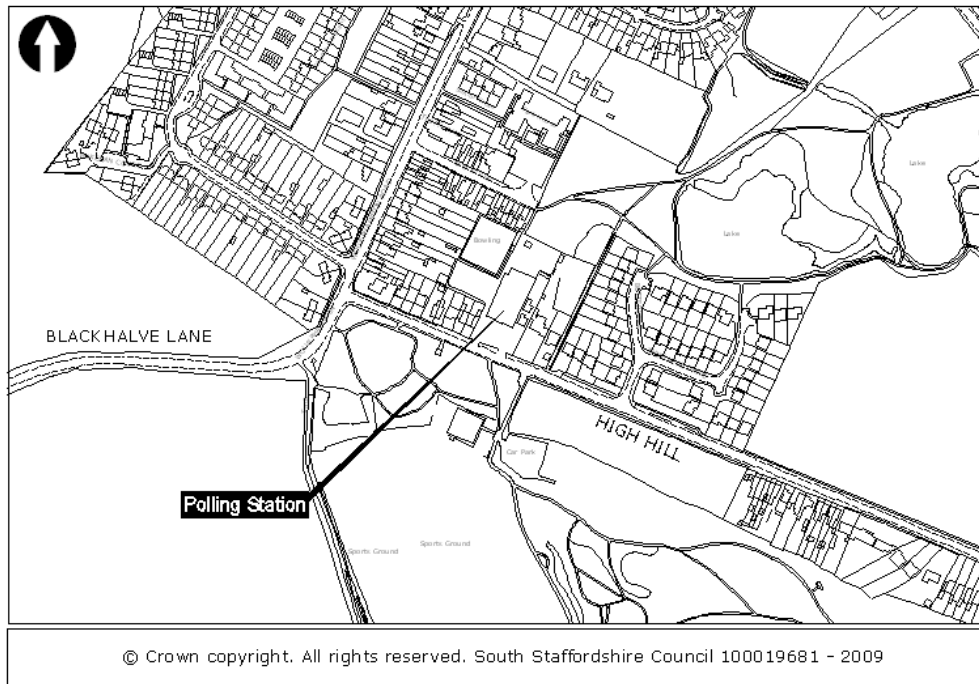 Lake
Lake
Bowling
BLACKHALVE LANE
HIGH HILL
Car Park
Polling Station
Sports Ground
Sports Ground
© Crown copyright. All rights reserved. South Staffordshire Council 100019681 - 2009